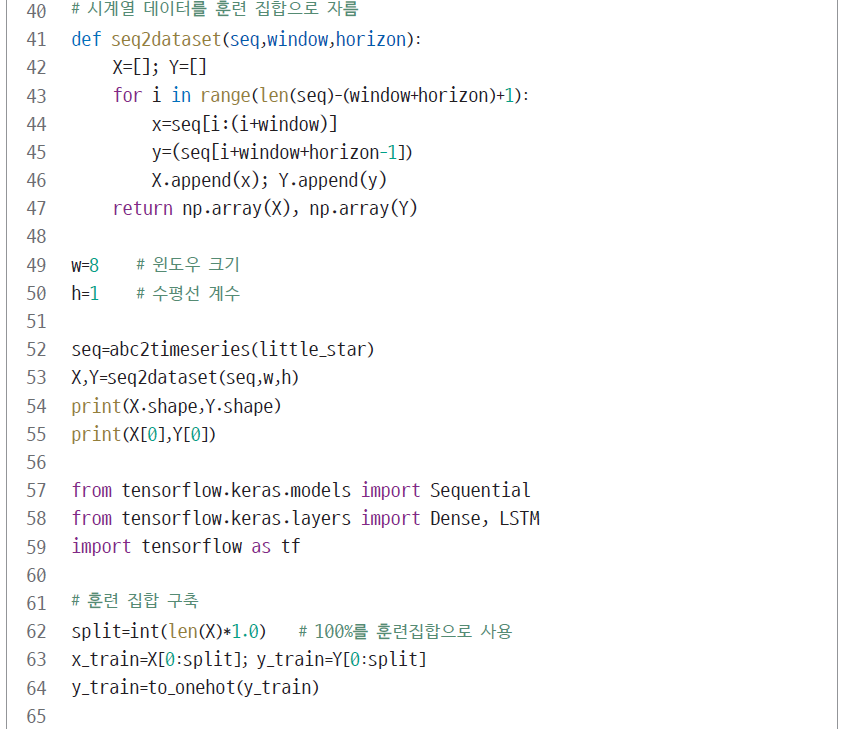 40 # 시계열 데이터를 훈련 집합으로 자름
41 def seq2dataset(seq,window,horizon):
42     X=[]; Y=[]
43     for i in range(len(seq)-(window+horizon)+1):
44         x=seq[i:(i+window)]
45         y=(seq[i+window+horizon-1])
46         X.append(x); Y.append(y)
47     return np.array(X), np.array(Y)
48
49 w=8    # 윈도우 크기
50 h=1    # 수평선 계수
51
52 seq=abc2timeseries(little_star)
53 X,Y=seq2dataset(seq,w,h)
54 print(X.shape,Y.shape)
55 print(X[0],Y[0])
56
57 from tensorflow.keras.models import Sequential
58 from tensorflow.keras.layers import Dense, LSTM
59 import tensorflow as tf
60
61 # 훈련 집합 구축
62 split=int(len(X)*1.0)   # 100%를 훈련집합으로 사용
63 x_train=X[0:split]; y_train=Y[0:split]
64 y_train=to_onehot(y_train)
65